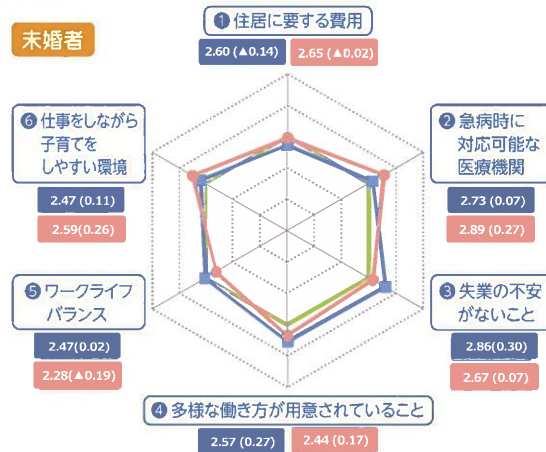 未婚者
❶ 住居に要する費用
2.60 (▲0.14)
2.65 (▲0.02)
❷ 急病時に
対応可能な
医療機関
2.73 (0.07)
2.89 (0.27)
❸ 失業の不安
がないこと
2.86 (0.30)
2.67 (0.07)
❹ 多様な働き方が用意されていること
2.57 (0.27)
2.44 (0.17)
❺ ワークライフ
バランス
2.47(0.02)
2.28(▲0.19)
❻ 仕事をしながら
子育てを
しやすい環境
2.47 (0.11)
2.59(0.26)